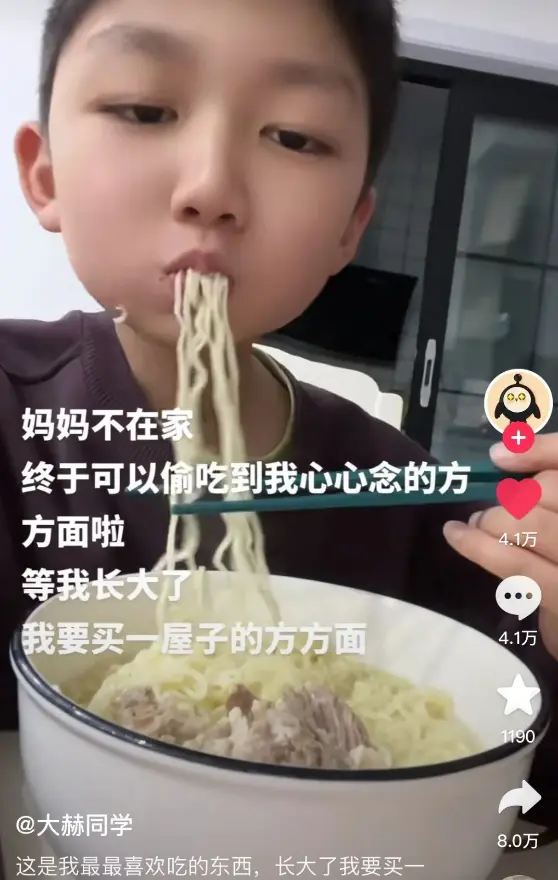 妈妈不在家
终于可以偷吃到我心心念的方
方面啦
等我长大了
我要买一屋子的方方面
4.1万
4.1万
1190
8.0万
@大赫同学
这是我最最喜欢吃的东西，长大了我要买一